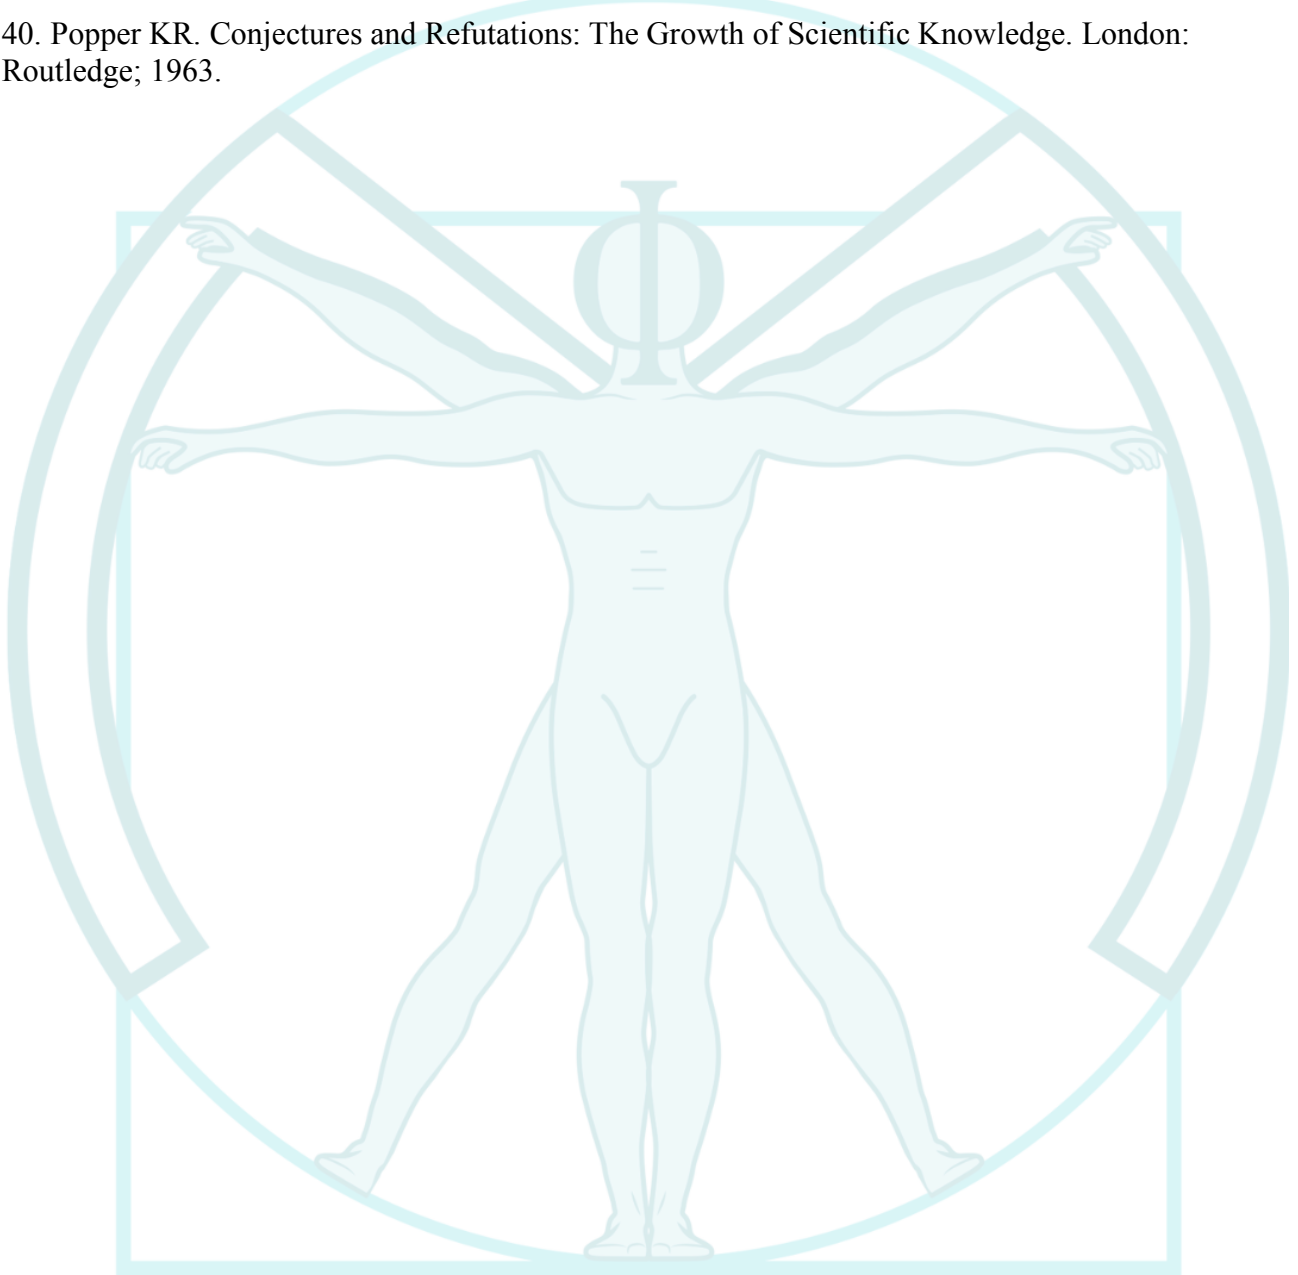 40. Popper KR. Conjectures and Refutations: The Growth of Scientific Knowledge. London:
Routledge; 1963.
Φ